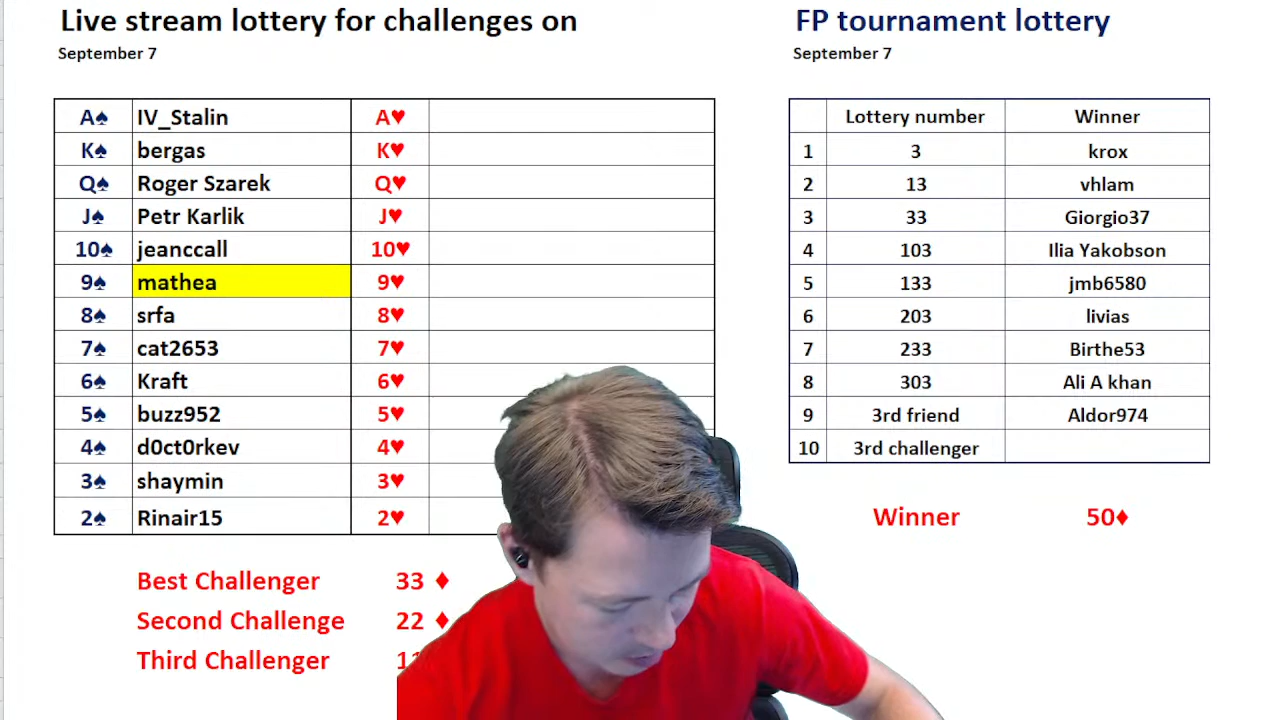 Live stream lottery for challenges on
September 7
A♠ IV_Stalin A♥
K♠ bergas K♥
Q♠ Roger Szarek Q♥
J♠ Petr Karlik J♥
10♠ jeanccall 10♥
9♠ mathea 9♥
8♠ srfa 8♥
7♠ cat2653 7♥
6♠ Kraft 6♥
5♠ buzz952 5♥
4♠ d0ct0rkev 4♥
3♠ shaymin 3♥
2♠ Rinair15 2♥
Best Challenger 33 ♦
Second Challenge 22 ♦
Third Challenger
FP tournament lottery
September 7
Lottery number Winner
1 3 krox
2 13 vhlam
3 33 Giorgio37
4 103 Ilia Yakobson
5 133 jmb6580
6 203 livias
7 233 Birthe53
8 303 Ali A khan
9 3rd friend Aldor974
10 3rd challenger
Winner 50♦